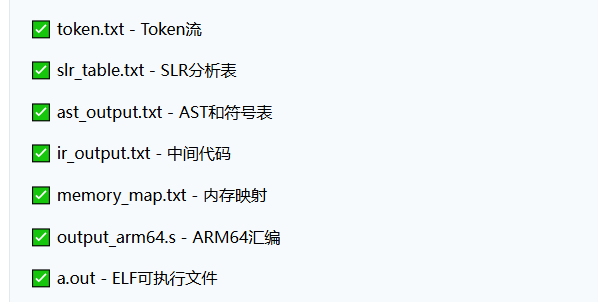 ✅ token.txt - Token流
✅ slr_table.txt - SLR分析表
✅ ast_output.txt - AST和符号表
✅ ir_output.txt - 中间代码
✅ memory_map.txt - 内存映射
✅ output_arm64.s - ARM64汇编
✅ a.out - ELF可执行文件